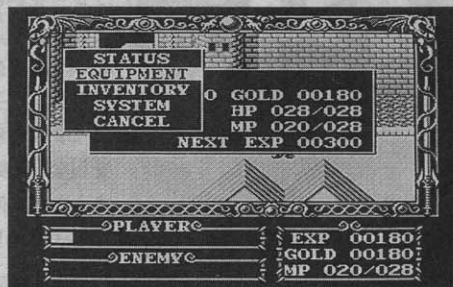 STATUS
EQUIPMENT
INVENTORY
SYSTEM
CANCEL
O GOLD 00180
HP 028/028
MP 020/028
NEXT EXP 00300
PLAYER
ENEMY
EXP 00180
GOLD 00180
MP 020/028